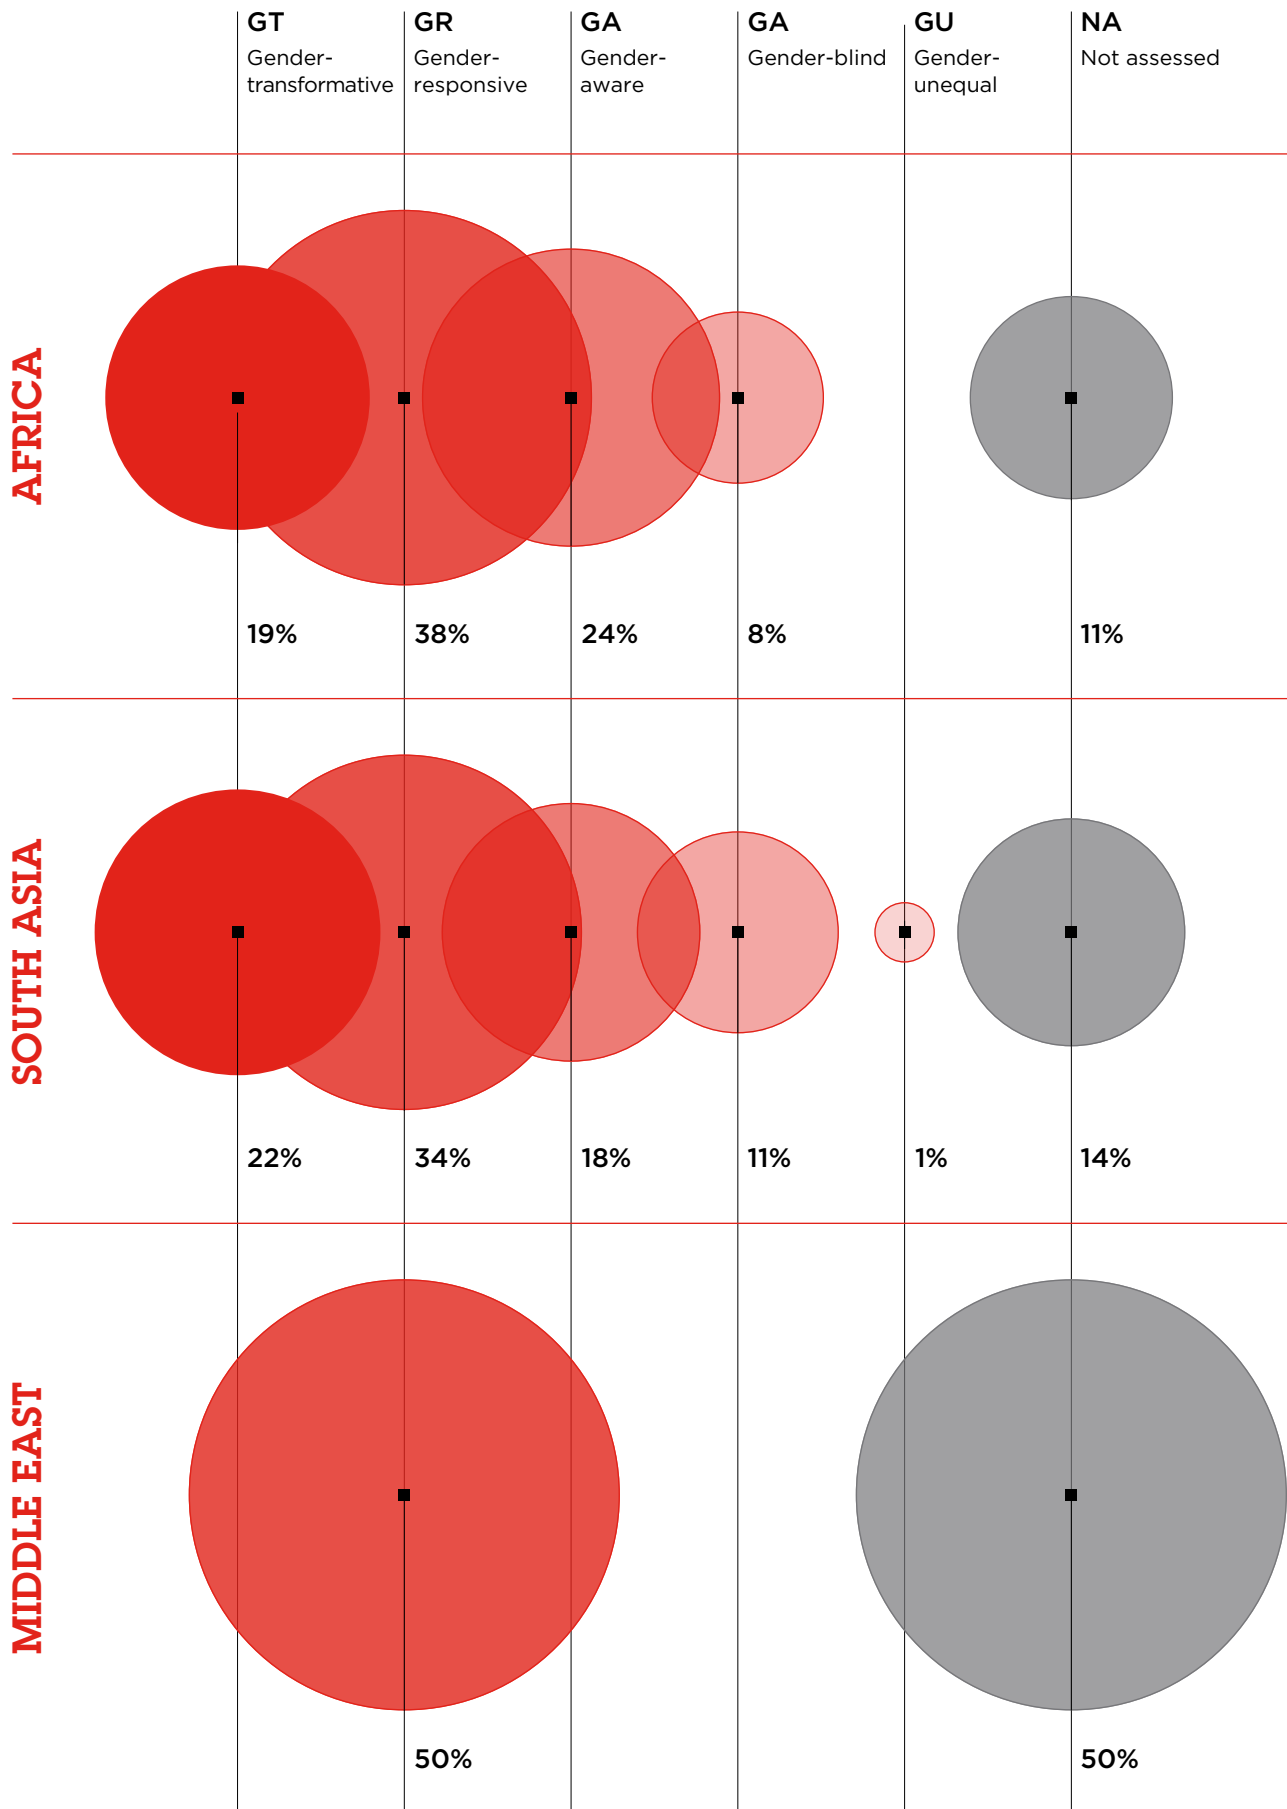 GT
Gender-
transformative
GR
Gender-
responsive
GA
Gender-
aware
GA
Gender-blind
GU
Gender-
unequal
NA
Not assessed
AFRICA
19%
38%
24%
8%
11%
SOUTH ASIA
22%
34%
18%
11%
1%
14%
MIDDLE EAST
50%
50%